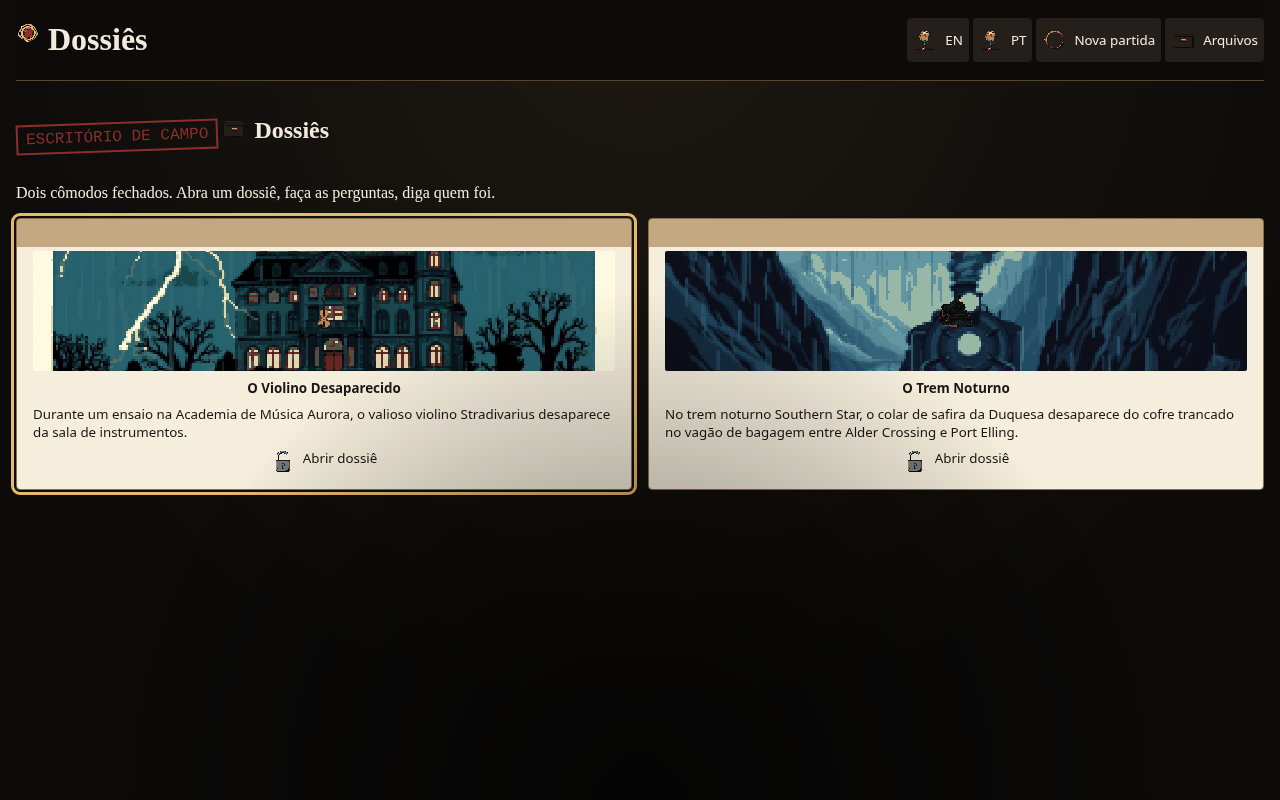 Dossiês
EN
PT
Nova partida
Arquivos
ESCRITÓRIO DE CAMPO
Dossiês
Dois cômodos fechados. Abra um dossiê, faça as perguntas, diga quem foi.
O Violino Desaparecido
Durante um ensaio na Academia de Música Aurora, o valioso violino Stradivarius desaparece
da sala de instrumentos.
Abrir dossiê
O Trem Noturno
No trem noturno Southern Star, o colar de safira da Duquesa desaparece do cofre trancado
no vagão de bagagem entre Alder Crossing e Port Elling.
Abrir dossiê